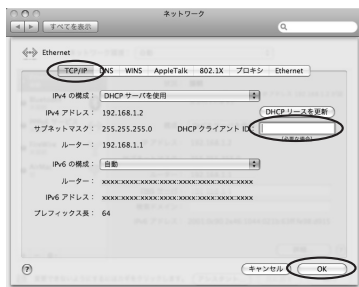 ネットワーク
すべてを表示
Ethernet
TCP/IP DNS WINS AppleTalk 802.1X プロキシ Ethernet
IPv4 の構成： DHCP サーバを使用
IPv4 アドレス： 192.168.1.2 DHCP リースを更新
サブネットマスク： 255.255.255.0 DHCP クライアント ID：
（必要な場合）
ルーター： 192.168.1.1
IPv6 の構成： 自動
ルーター： xxxx:xxxx:xxxx:xxxx:xxxx:xxxx:xxxx:xxxx
IPv6 アドレス： xxxx:xxxx:xxxx:xxxx:xxxx:xxxx:xxxx:xxxx
プレフィックス長： 64
? キャンセル OK